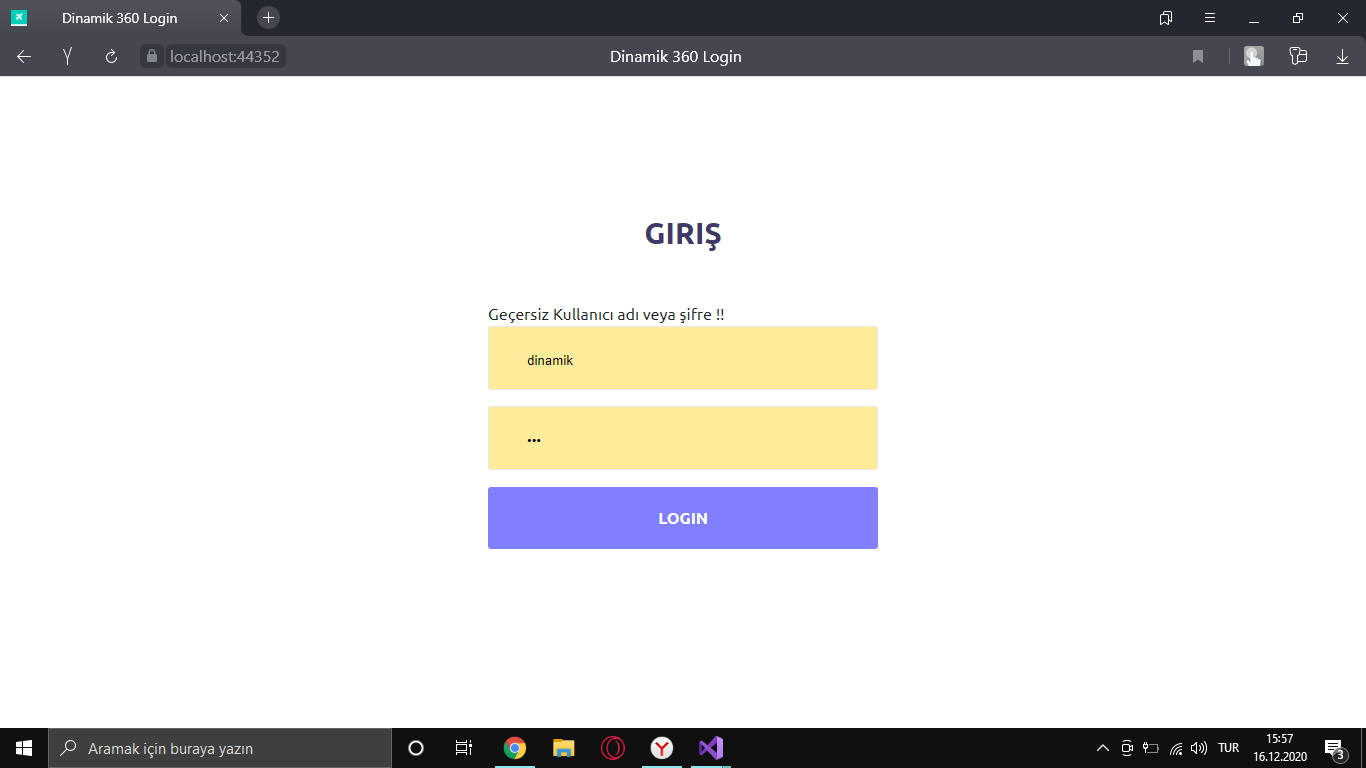 Dinamik 360 Login
localhost:44352
Dinamik 360 Login
GIRIŞ
Geçersiz Kullanıcı adı veya şifre !!
dinamik
•••
LOGIN
Aramak için buraya yazın
TUR
15:57
16.12.2020
3